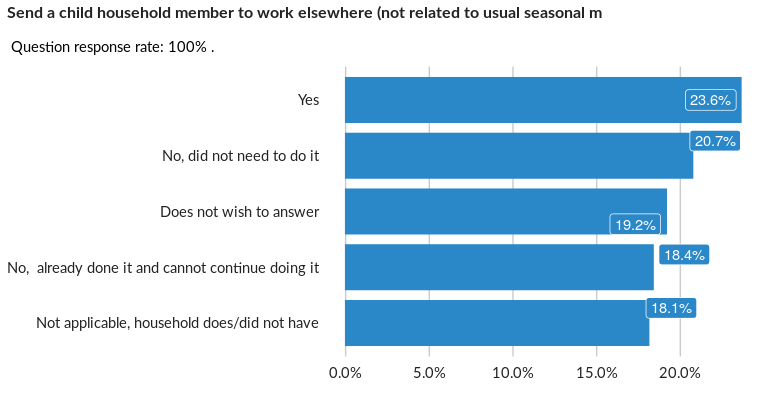 Send a child household member to work elsewhere (not related to usual seasonal m
Question response rate: 100% .
Yes
23.6%
No, did not need to do it
20.7%
Does not wish to answer
19.2%
No,  already done it and cannot continue doing it
18.4%
Not applicable, household does/did not have
18.1%
0.0% 5.0% 10.0% 15.0% 20.0%